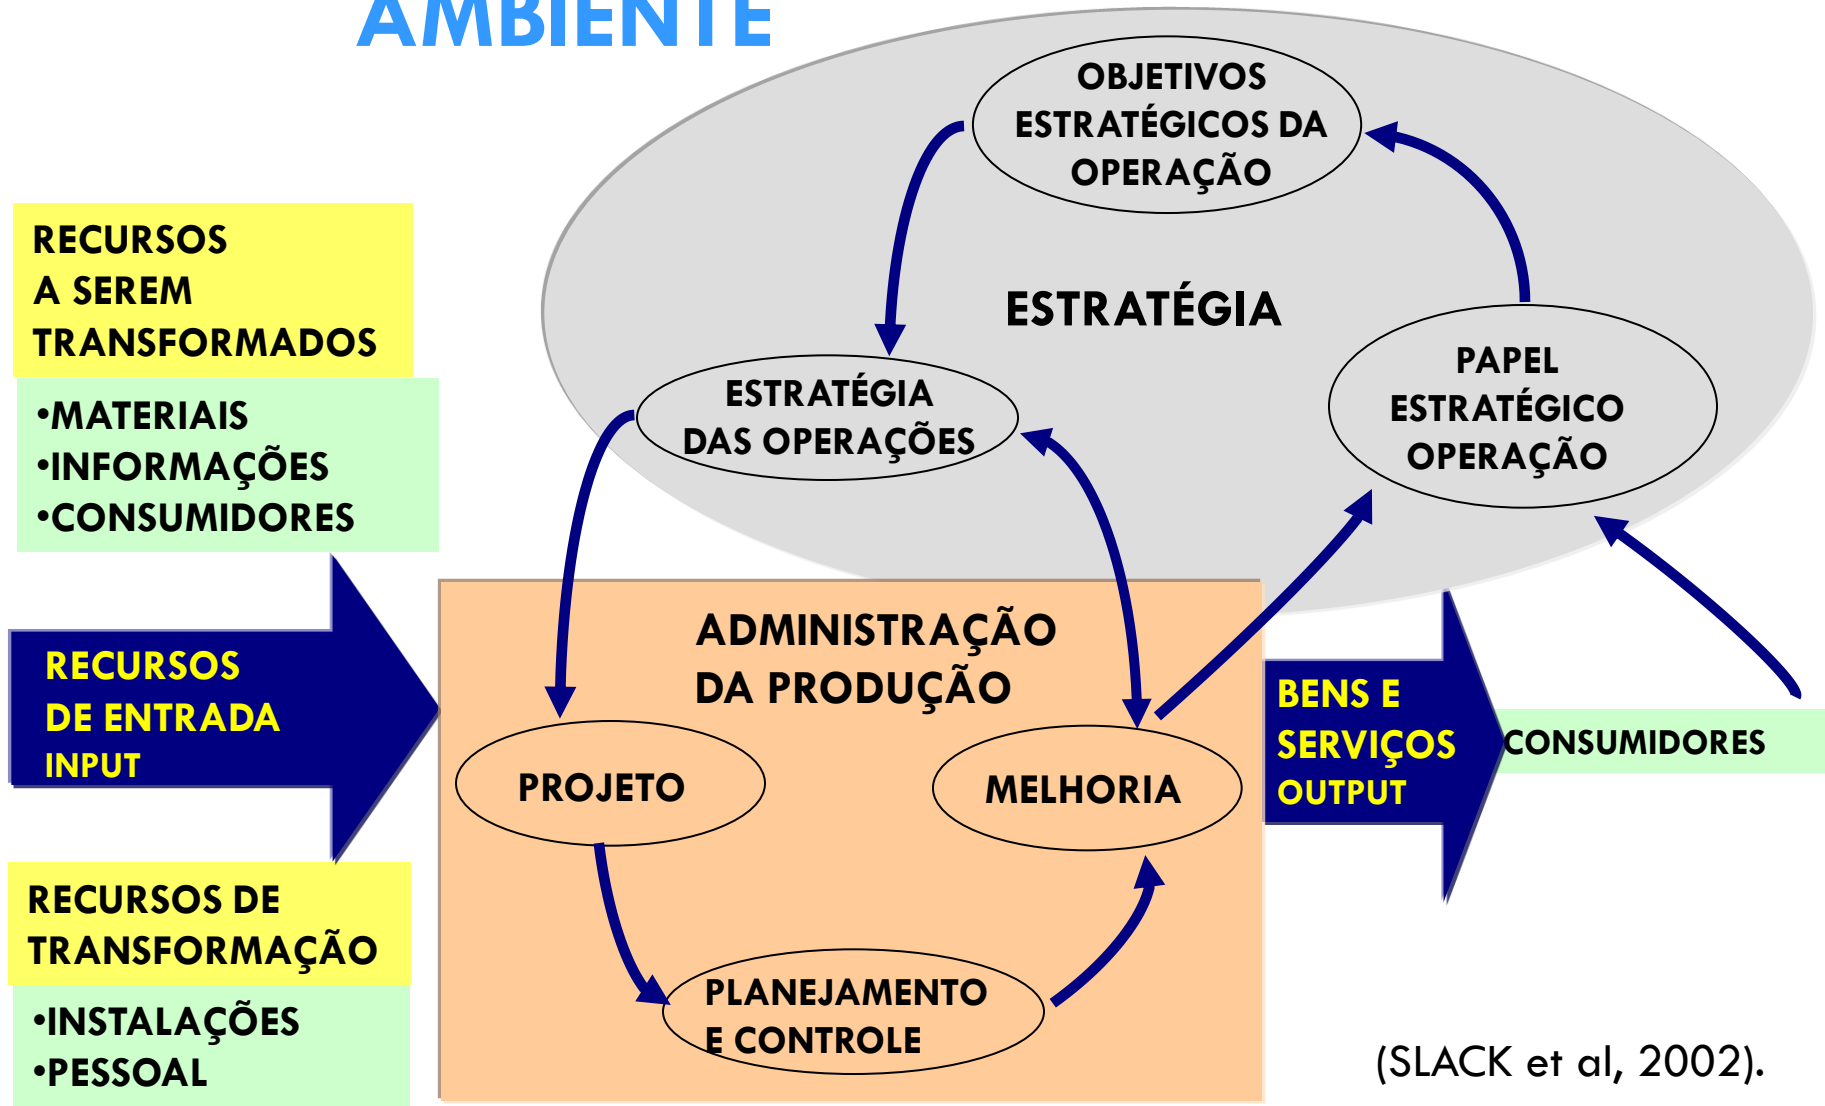 AMBIENTE
OBJETIVOS
ESTRATÉGICOS DA
OPERAÇÃO
RECURSOS
A SEREM
TRANSFORMADOS
•MATERIAIS
•INFORMAÇÕES
•CONSUMIDORES
ESTRATÉGIA
ESTRATÉGIA
DAS OPERAÇÕES
PAPEL
ESTRATÉGICO
OPERAÇÃO
RECURSOS
DE ENTRADA
INPUT
ADMINISTRAÇÃO
DA PRODUÇÃO
BENS E
SERVIÇOS
OUTPUT
CONSUMIDORES
PROJETO
MELHORIA
RECURSOS DE
TRANSFORMAÇÃO
•INSTALAÇÕES
•PESSOAL
PLANEJAMENTO
E CONTROLE
(SLACK et al, 2002).